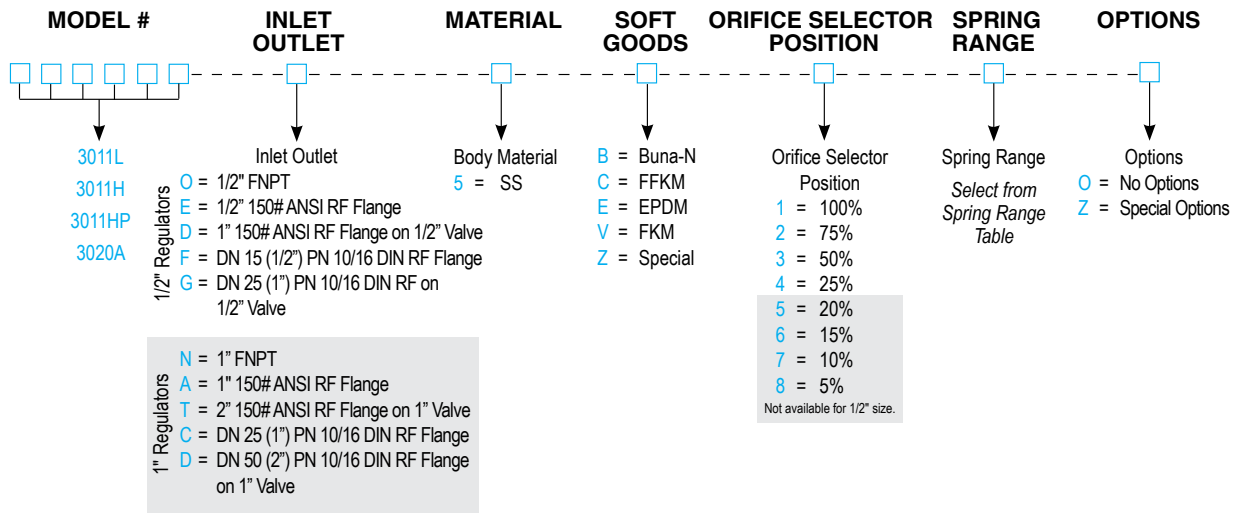 MODEL #
INLET
OUTLET
MATERIAL
SOFT
GOODS
ORIFICE SELECTOR
POSITION
SPRING
RANGE
OPTIONS
3011L
3011H
3011HP
3020A
1/2" Regulators
Inlet Outlet
O = 1/2" FNPT
E = 1/2” 150# ANSI RF Flange
D = 1” 150# ANSI RF Flange on 1/2” Valve
F = DN 15 (1/2”) PN 10/16 DIN RF Flange
G = DN 25 (1”) PN 10/16 DIN RF on
1/2” Valve
1" Regulators
N = 1” FNPT
A = 1" 150# ANSI RF Flange
T = 2” 150# ANSI RF Flange on 1” Valve
C = DN 25 (1”) PN 10/16 DIN RF Flange
D = DN 50 (2”) PN 10/16 DIN RF Flange
on 1” Valve
Body Material
5 = SS
B = Buna-N
C = FFKM
E = EPDM
V = FKM
Z = Special
Orifice Selector
Position
1 = 100%
2 = 75%
3 = 50%
4 = 25%
5 = 20%
6 = 15%
7 = 10%
8 = 5%
Not available for 1/2" size.
Spring Range
Select from
Spring Range
Table
Options
O = No Options
Z = Special Options